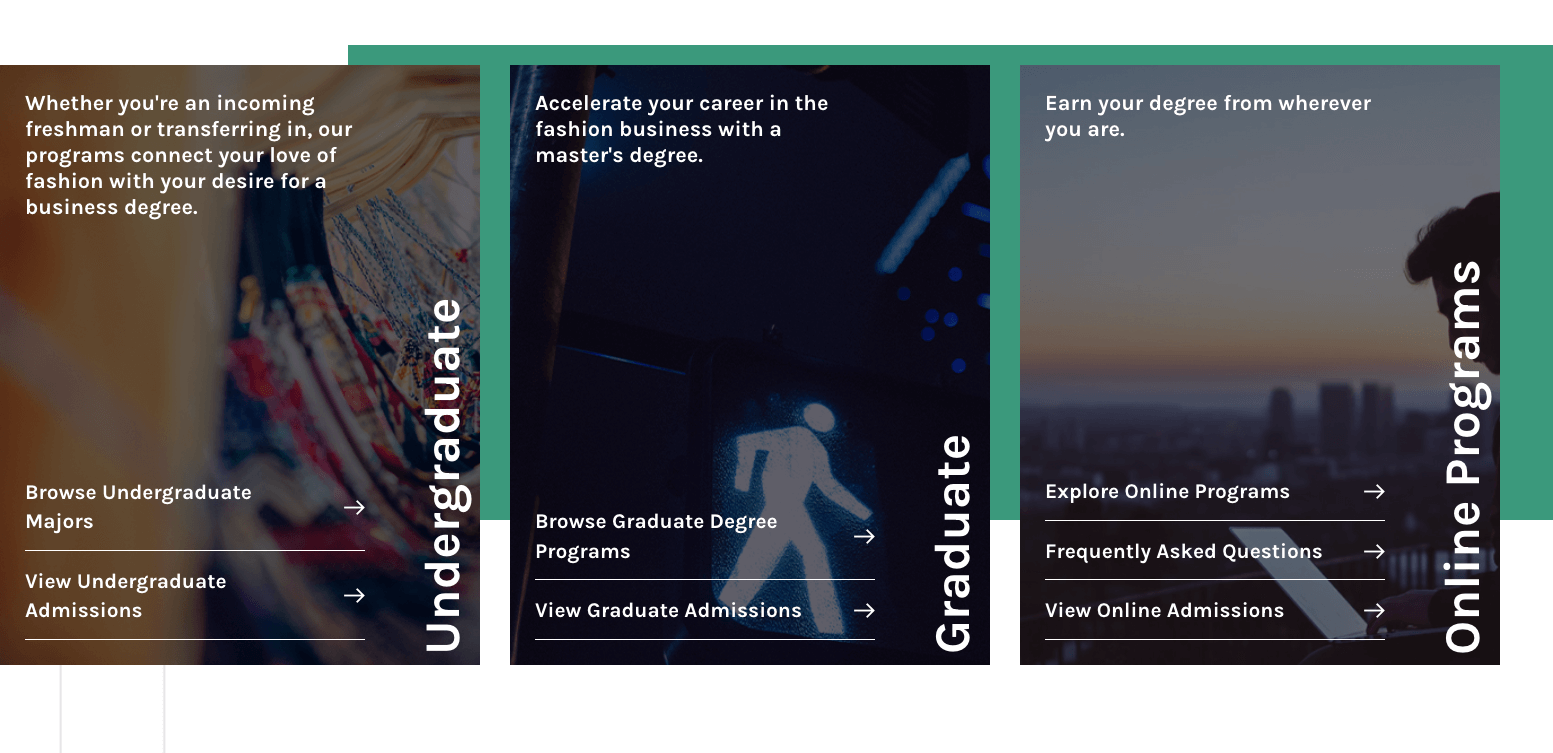 Whether you're an incoming
freshman or transferring in, our
programs connect your love of
fashion with your desire for a
business degree.
Browse Undergraduate
Majors
View Undergraduate
Admissions
Undergraduate
Accelerate your career in the
fashion business with a
master's degree.
Browse Graduate Degree
Programs
View Graduate Admissions
Graduate
Earn your degree from wherever
you are.
Explore Online Programs
Frequently Asked Questions
View Online Admissions
Online Programs